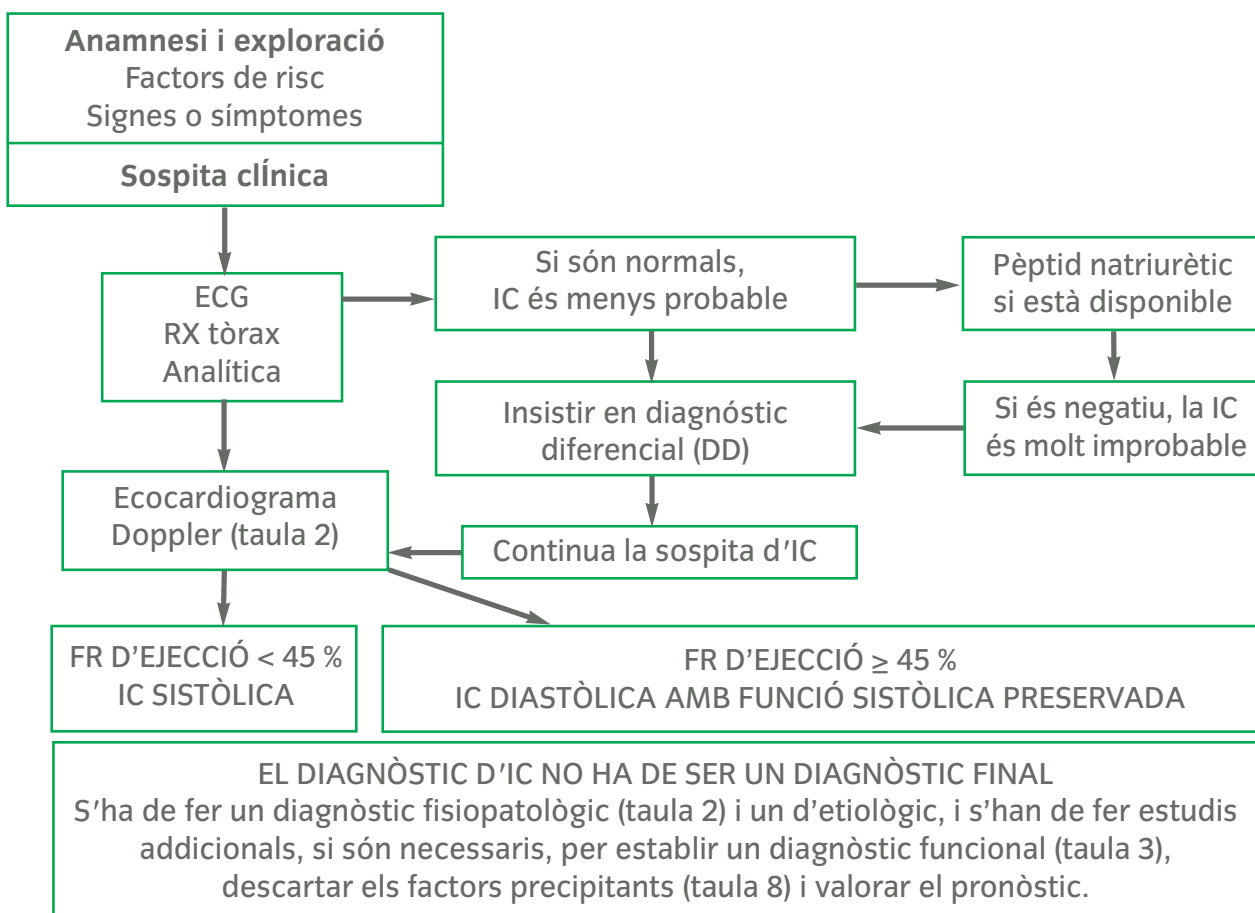 Anamnesi i exploració
Factors de risc
Signes o símptomes
Sospita clÍnica
ECG
RX tòrax
Analítica
Si són normals,
IC és menys probable
Pèptid natriurètic
si està disponible
Insistir en diagnóstic
diferencial (DD)
Si és negatiu, la IC
és molt improbable
Ecocardiograma
Doppler (taula 2)
Continua la sospita d'IC
FR D'EJECCIÓ < 45 %
IC SISTÒLICA
FR D'EJECCIÓ ≥ 45 %
IC DIASTÒLICA AMB FUNCIÓ SISTÒLICA PRESERVADA
EL DIAGNÒSTIC D'IC NO HA DE SER UN DIAGNÒSTIC FINAL
S'ha de fer un diagnòstic fisiopatològic (taula 2) i un d'etiològic, i s'han de fer estudis
addicionals, si són necessaris, per establir un diagnòstic funcional (taula 3),
descartar els factors precipitants (taula 8) i valorar el pronòstic.